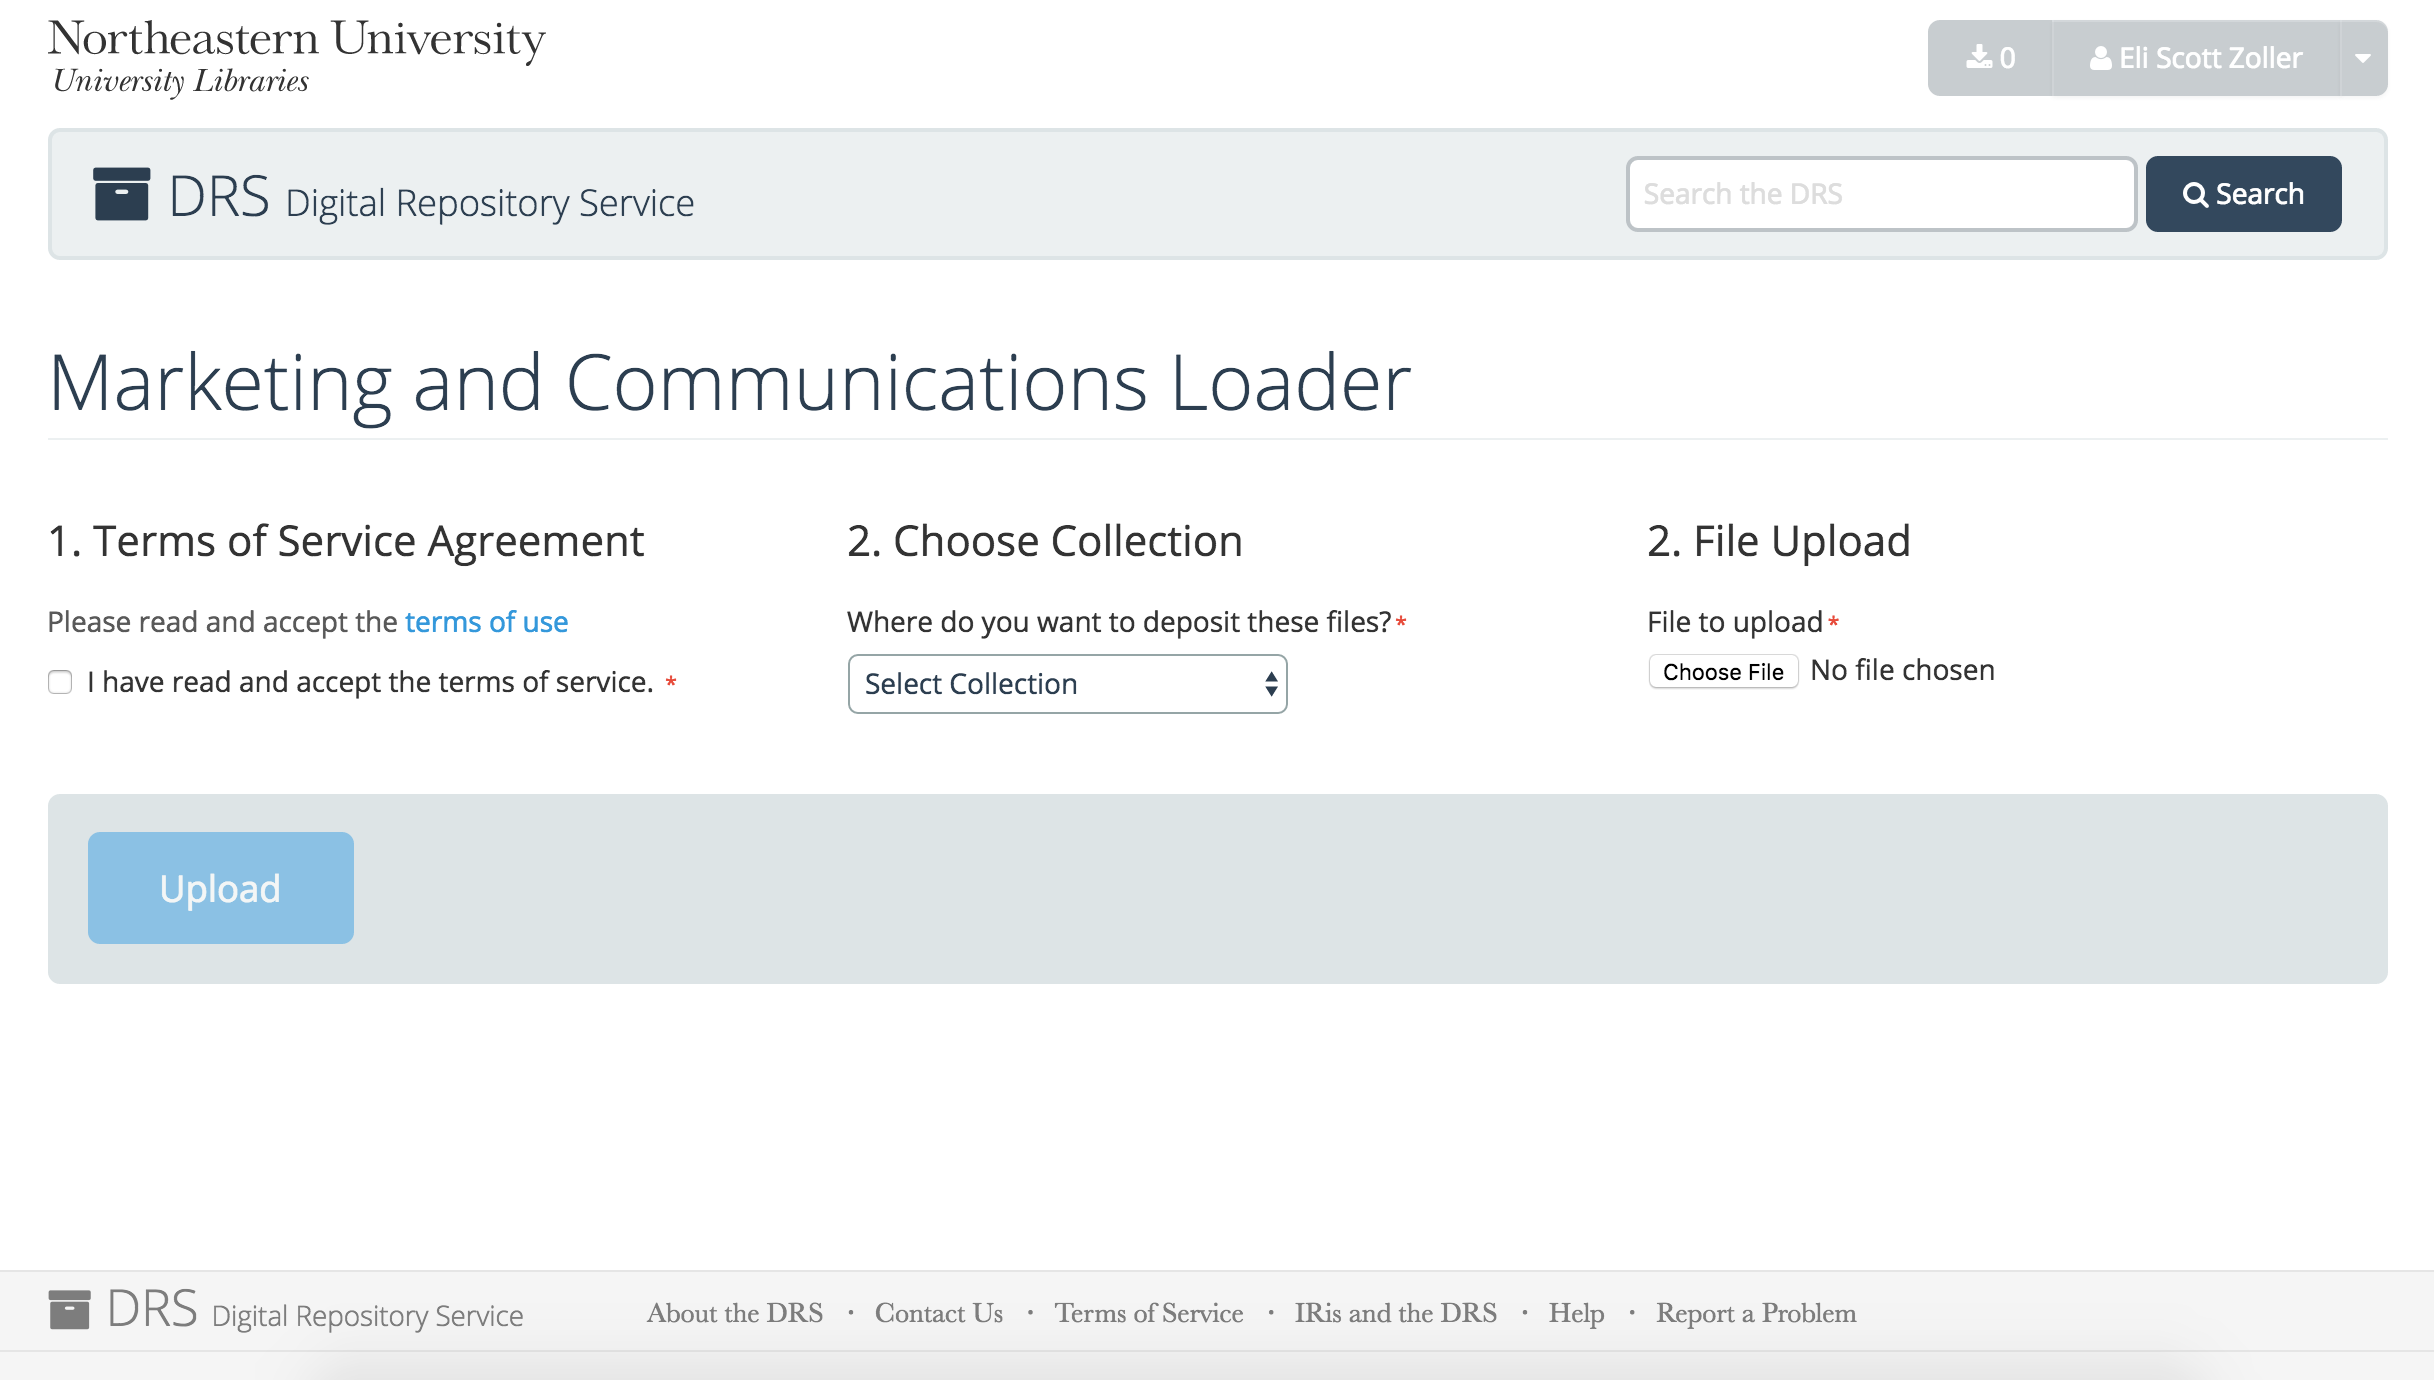 Northeastern University
University Libraries
0 Eli Scott Zoller
DRS Digital Repository Service
Search the DRS
Search
Marketing and Communications Loader
1. Terms of Service Agreement
Please read and accept the terms of use
I have read and accept the terms of service. *
2. Choose Collection
Where do you want to deposit these files?*
Select Collection
2. File Upload
File to upload*
Choose File No file chosen
Upload
DRS Digital Repository Service
About the DRS · Contact Us · Terms of Service · IRis and the DRS · Help · Report a Problem